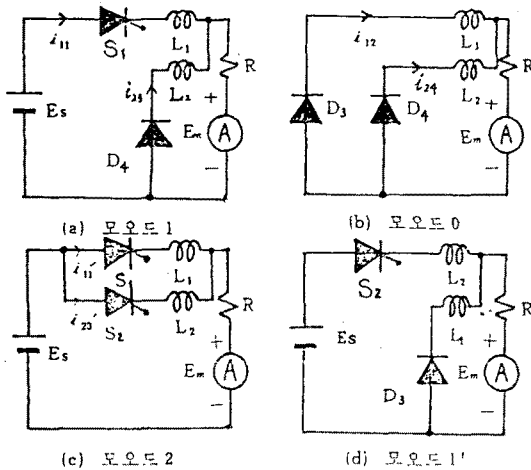 i11
S1
L1
R
i23
L2
+
Es
A
Em
D4
−
(a) 모오드 1
i12
L1
R
i24
L2
D3
D4
+
Em
A
−
(b) 모오드 0
i11'
S1
L1
R
i23'
S2
L2
Es
+
Em
A
−
(c) 모오드 2
S2
L2
R
Es
L1
+
D3
Em
A
−
(d) 모오드 1'